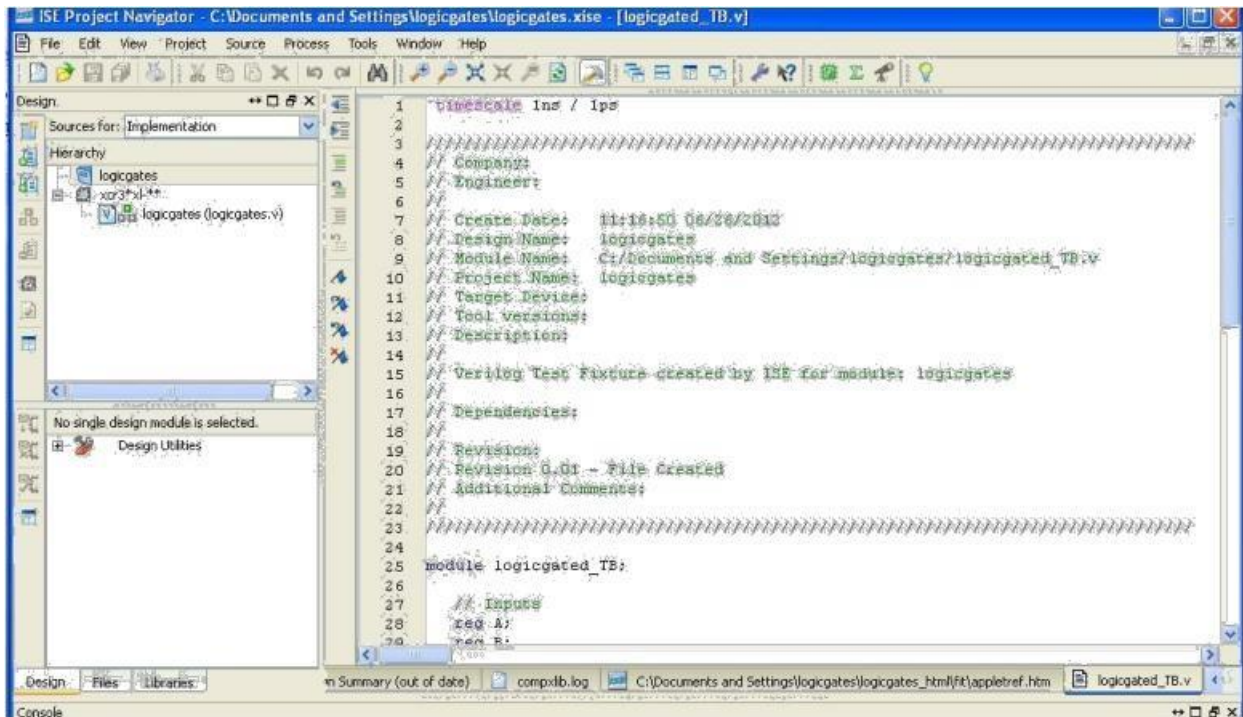 ISE Project Navigator - C:\Documents and Settings\logicgates\logicgates.xise - [logicgated_TB.v]
File Edit View Project Source Process Tools Window Help
Design
Sources for: Implementation
Hierarchy
logicgates
xcr3*xl-**
logicgates (logicgates.v)
No single design module is selected.
Design Utilities
1 `timescale 1ns / 1ps
2
3 ////////////////////////////////////////////////////////////////////////////////
4 // Company:
5 // Engineer:
6 //
7 // Create Date: 11:16:50 06/26/2012
8 // Design Name: logicgates
9 // Module Name: C:/Documents and Settings/logicgates/logicgated_TB.v
10 // Project Name: logicgates
11 // Target Device:
12 // Tool versions:
13 // Description:
14 //
15 // Verilog Test Fixture created by ISE for module: logicgates
16 //
17 // Dependencies:
18 //
19 // Revision:
20 // Revision 0.01 - File Created
21 // Additional Comments:
22 //
23 ////////////////////////////////////////////////////////////////////////////////
24
25 module logicgated_TB;
26
27 // Inputs
28 reg A;
29 reg B;
Design Files Libraries
n Summary (out of date) compxlib.log C:\Documents and Settings\logicgates\logicgates_html\fit\appletref.htm logicgated_TB.v
Console